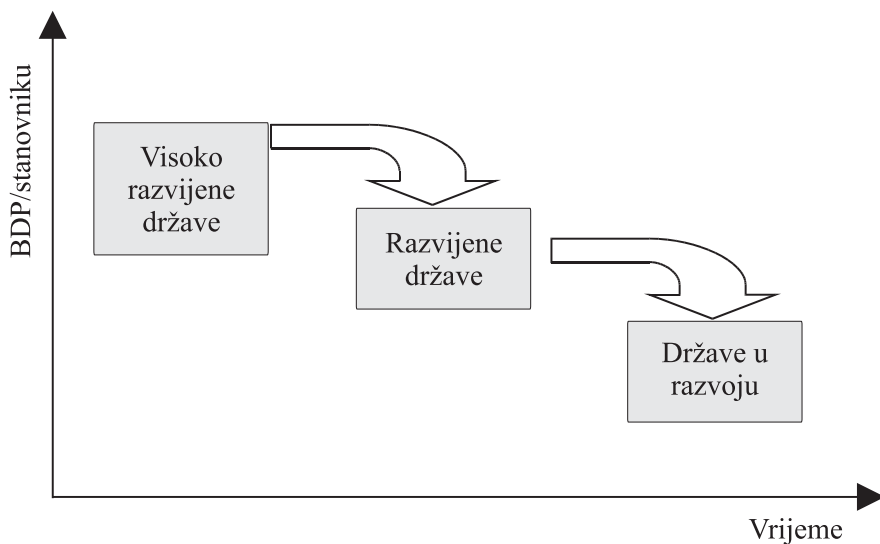 BDP/stanovniku
Visoko
razvijene
države
Razvijene
države
Države u
razvoju
Vrijeme